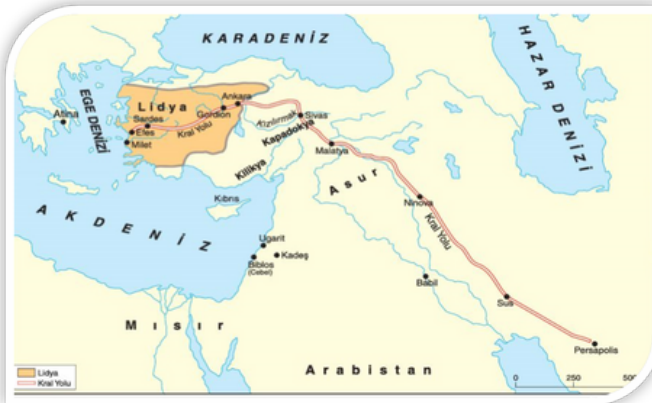 KARADENİZ
HAZAR DENİZİ
EGE DENİZİ
Atina
Lidya
Ankara
Gordion
Sardes
Efes
Milet
Kral Yolu
Kızılırmak
Sivas
Kapadokya
Malatya
Kilikya
Asur
Ninova
Kıbrıs
AKDENİZ
Ugarit
Kadeş
Biblos
(Cebel)
Kral Yolu
Babil
Sus
Mısır
Persapolis
Arabistan
Lidya
Kral Yolu
0 250